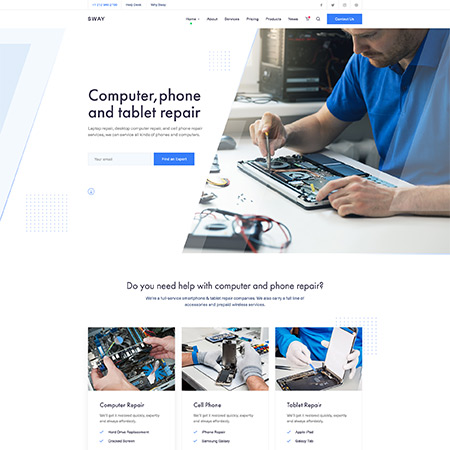 Help Desk
Why Sway
SWAY
Home
About
Services
Pricing
Products
News
Contact Us
Computer, phone
and tablet repair
Laptop repair, desktop computer repair, and cell phone repair
services, we can service all kinds of phones and computers.
Your email
Find an Expert
Do you need help with computer and phone repair?
We're a full-service smartphone & tablet repair companies. We also carry a full line of
accessories and prepaid wireless services.
Computer Repair
We'll get it restored quickly, expertly
and always affordably.
Hard Drive Replacement
Cracked Screen
Cell Phone
We'll get it restored quickly, expertly
and always affordably.
iPhone Repair
Samsung Galaxy
Tablet Repair
We'll get it restored quickly, expertly
and always affordably.
Apple iPad
Galaxy Tab